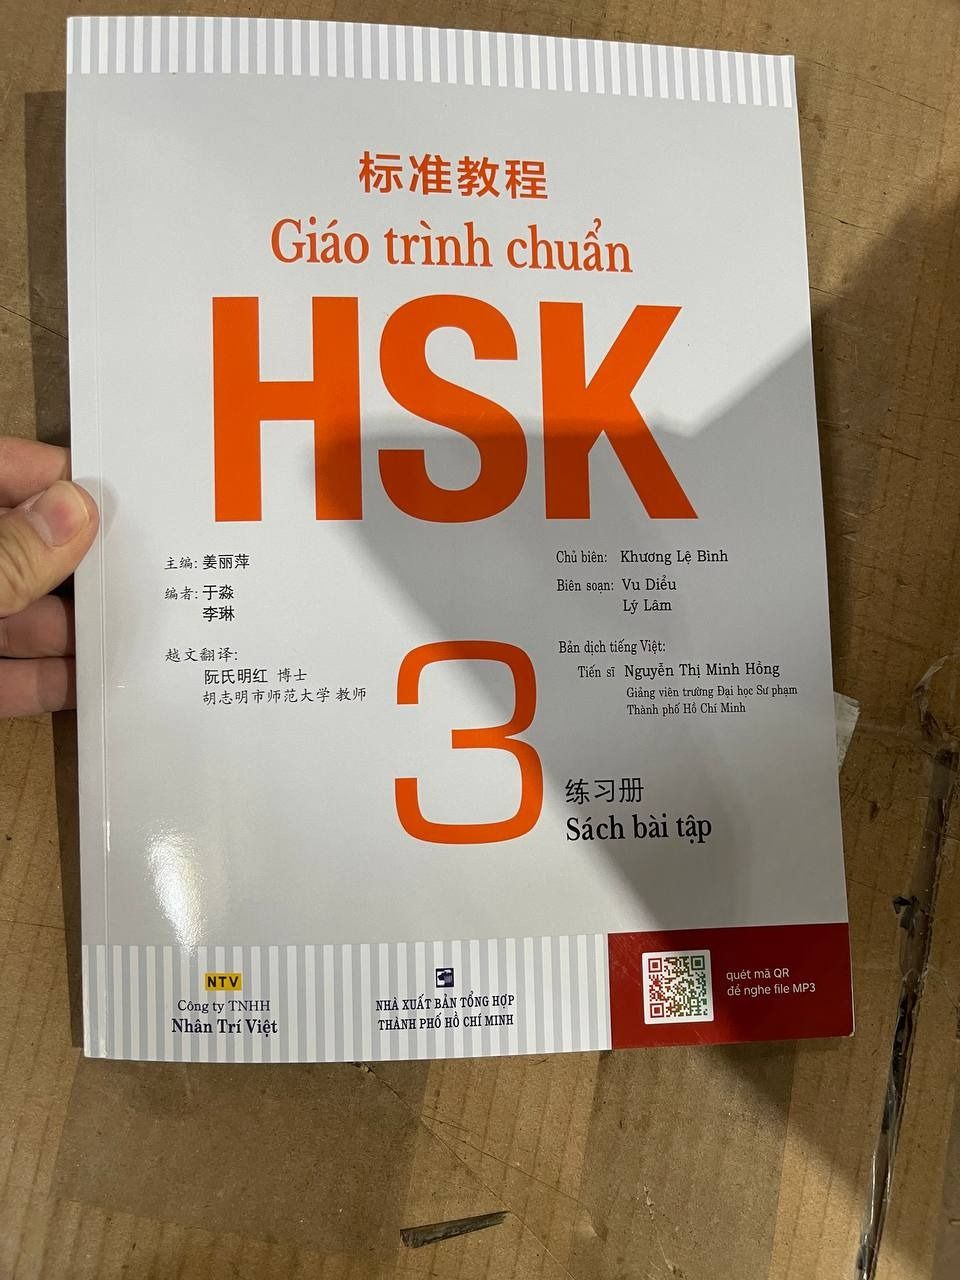 标准教程
Giáo trình chuẩn
HSK
主编: 姜丽萍
编者: 于淼
李琳
越文翻译:
阮氏明红 博士
胡志明市师范大学 教师
Chủ biên: Khương Lệ Bình
Biên soạn: Vu Diểu
Lý Lâm
Bản dịch tiếng Việt:
Tiến sĩ Nguyễn Thị Minh Hồng
Giảng viên trường Đại học Sư phạm
Thành phố Hồ Chí Minh
3
练习册
Sách bài tập
NTV
Công ty TNHH
Nhân Trí Việt
NHÀ XUẤT BẢN TỔNG HỢP
THÀNH PHỐ HỒ CHÍ MINH
quét mã QR
để nghe file MP3